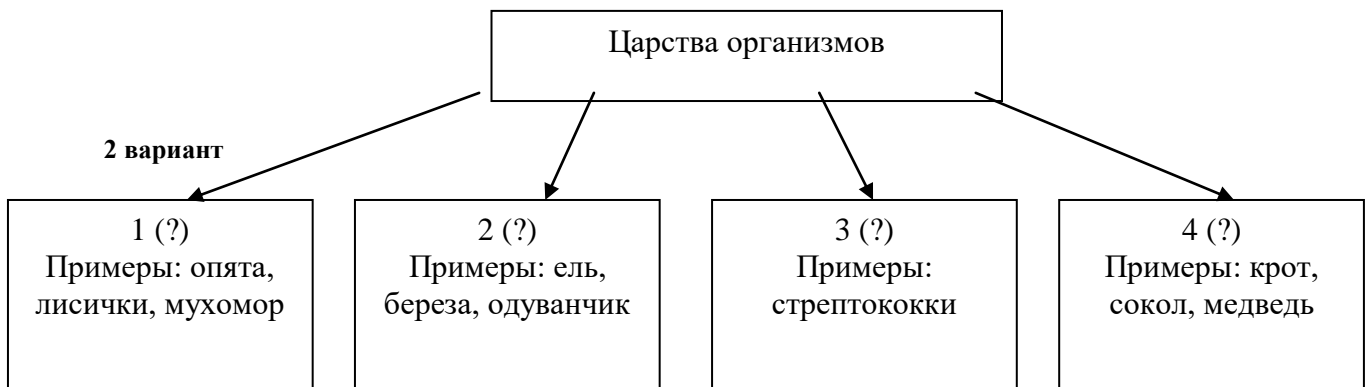 Царства организмов
2 вариант
1 (?)
Примеры: опята,
лисички, мухомор
2 (?)
Примеры: ель,
береза, одуванчик
3 (?)
Примеры:
стрептококки
4 (?)
Примеры: крот,
сокол, медведь